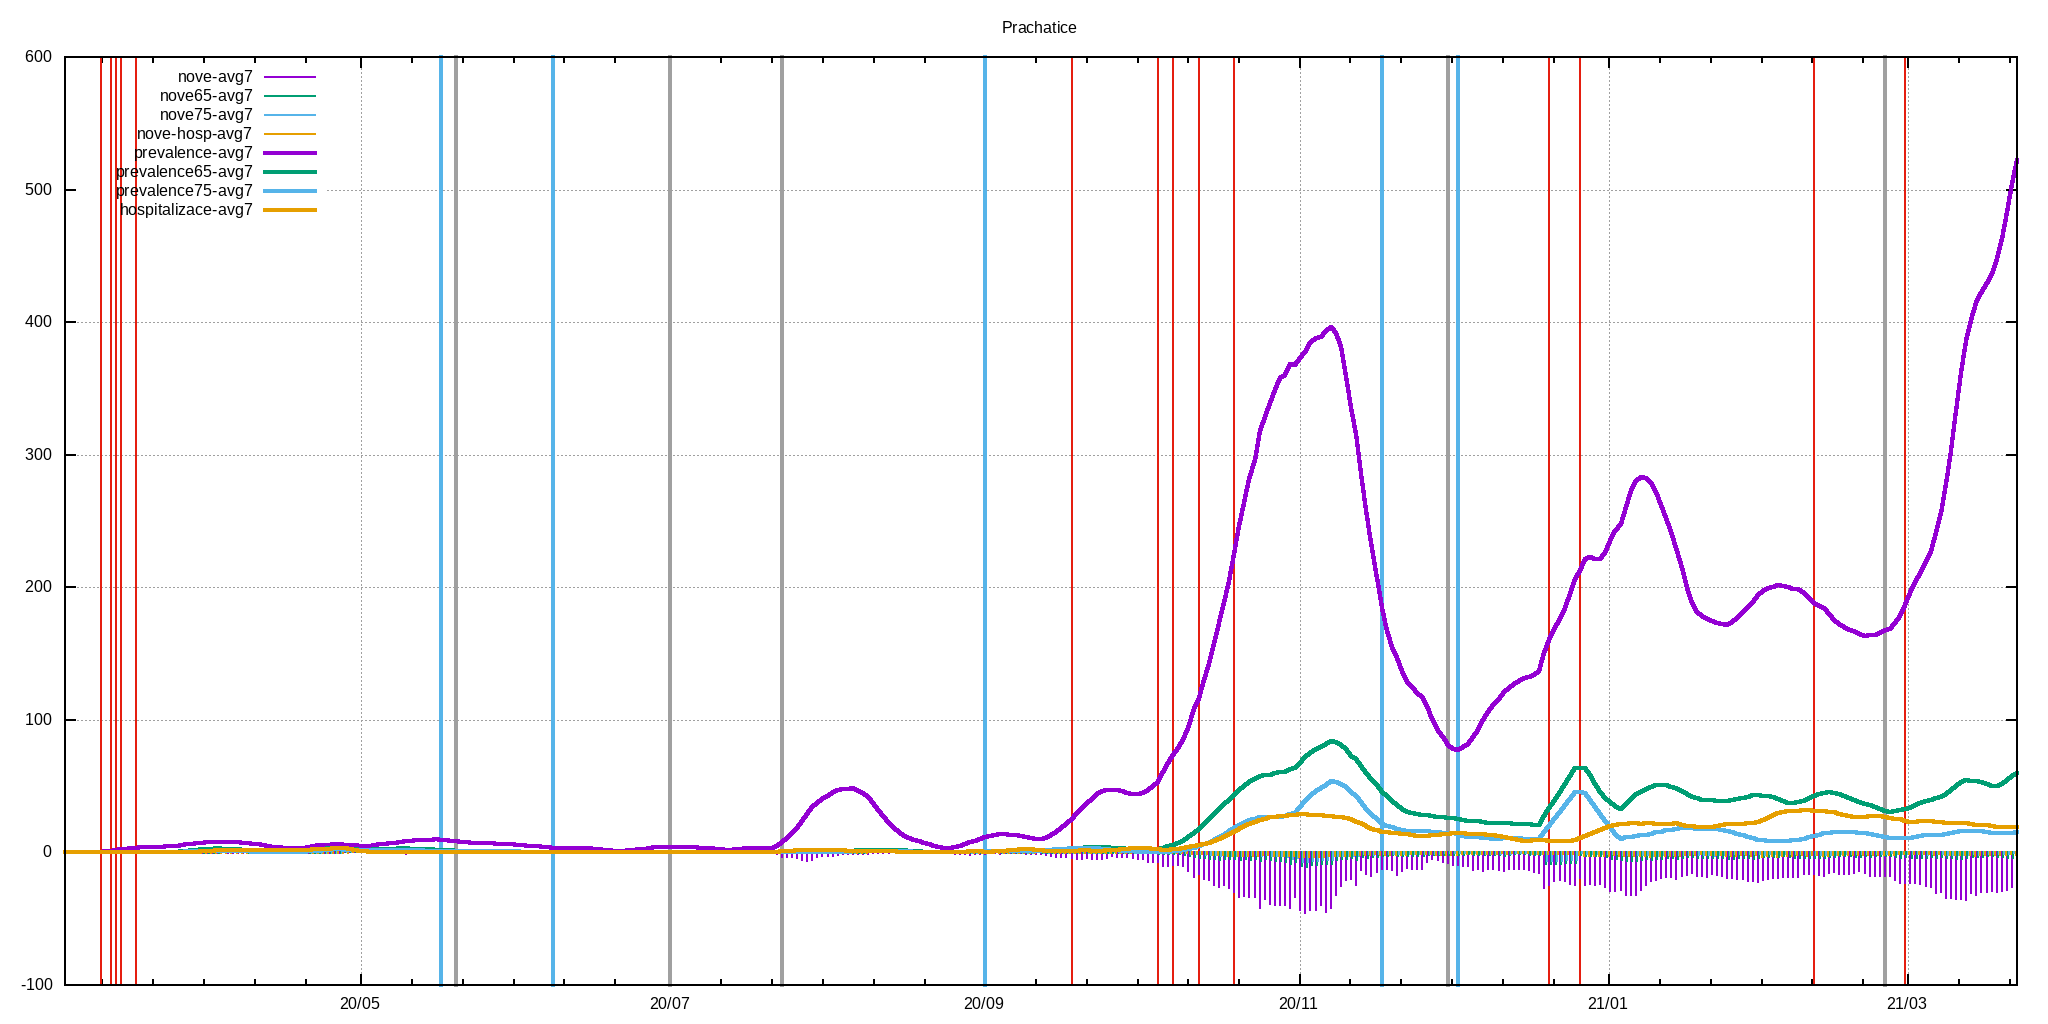 Prachatice
600
500
400
300
200
100
0
-100
nove-avg7
nove65-avg7
nove75-avg7
nove-hosp-avg7
prevalence-avg7
prevalence65-avg7
prevalence75-avg7
hospitalizace-avg7
20/05
20/07
20/09
20/11
21/01
21/03